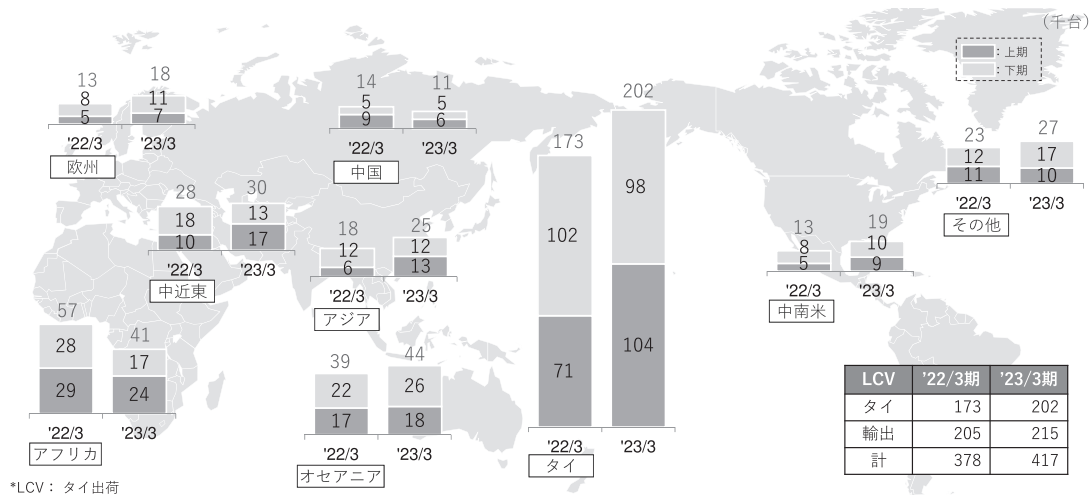 (千台)
:上期
:下期
13 18
8 11
5 7
'22/3 '23/3
欧州
14 11
5 5
9 6
'22/3 '23/3
中国
28 30
18 13
10 17
'22/3 '23/3
中近東
18 25
12 12
6 13
'22/3 '23/3
アジア
57 41
28 17
29 24
'22/3 '23/3
アフリカ
39 44
22 26
17 18
'22/3 '23/3
オセアニア
173 202
102 98
71 104
'22/3 '23/3
タイ
23 27
12 17
11 10
'22/3 '23/3
その他
13 19
8 10
5 9
'22/3 '23/3
中南米
LCV '22/3期 '23/3期
タイ 173 202
輸出 205 215
計 378 417
*LCV: タイ出荷